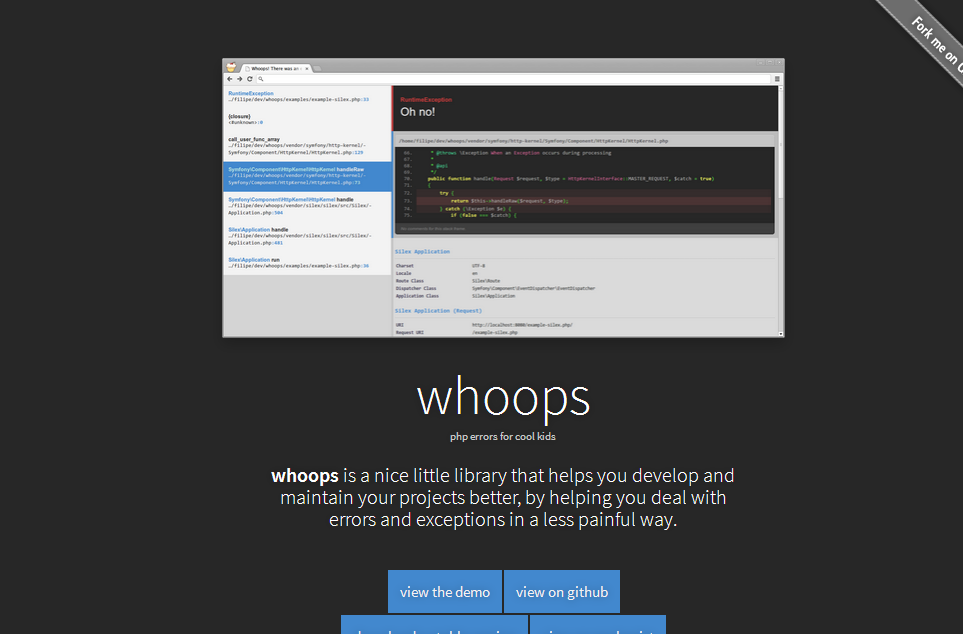 Fork me on G
Whoops! There was an
RuntimeException
…/filipe/dev/whoops/examples/example-silex.php:33
{closure}
<#unknown>:0
call_user_func_array
…/filipe/dev/whoops/vendor/symfony/http-kernel/-
Symfony/Component/HttpKernel/HttpKernel.php:129
Symfony\Component\HttpKernel\HttpKernel handleRaw
…/filipe/dev/whoops/vendor/symfony/http-kernel/-
Symfony/Component/HttpKernel/HttpKernel.php:73
Symfony\Component\HttpKernel\HttpKernel handle
…/filipe/dev/whoops/vendor/silex/silex/src/Silex/-
Application.php:504
Silex\Application handle
…/filipe/dev/whoops/vendor/silex/silex/src/Silex/-
Application.php:481
Silex\Application run
…/filipe/dev/whoops/examples/example-silex.php:36
RuntimeException
Oh no!
/home/filipe/dev/whoops/vendor/symfony/http-kernel/Symfony/Component/HttpKernel/HttpKernel.php
66. * @throws \Exception When an Exception occurs during processing
67. *
68. * @api
69. */
70. public function handle(Request $request, $type = HttpKernelInterface::MASTER_REQUEST, $catch = true)
71. {
72. try {
73. return $this->handleRaw($request, $type);
74. } catch (\Exception $e) {
75. if (false === $catch) {
Silex Application
Charset UTF-8
Locale en
Route Class Silex\Route
Dispatcher Class Symfony\Component\EventDispatcher\EventDispatcher
Application Class Silex\Application
Silex Application (Request)
URI http://localhost:8000/example-silex.php/
Request URI /example-silex.php
whoops
php errors for cool kids
whoops is a nice little library that helps you develop and
maintain your projects better, by helping you deal with
errors and exceptions in a less painful way.
view the demo view on github